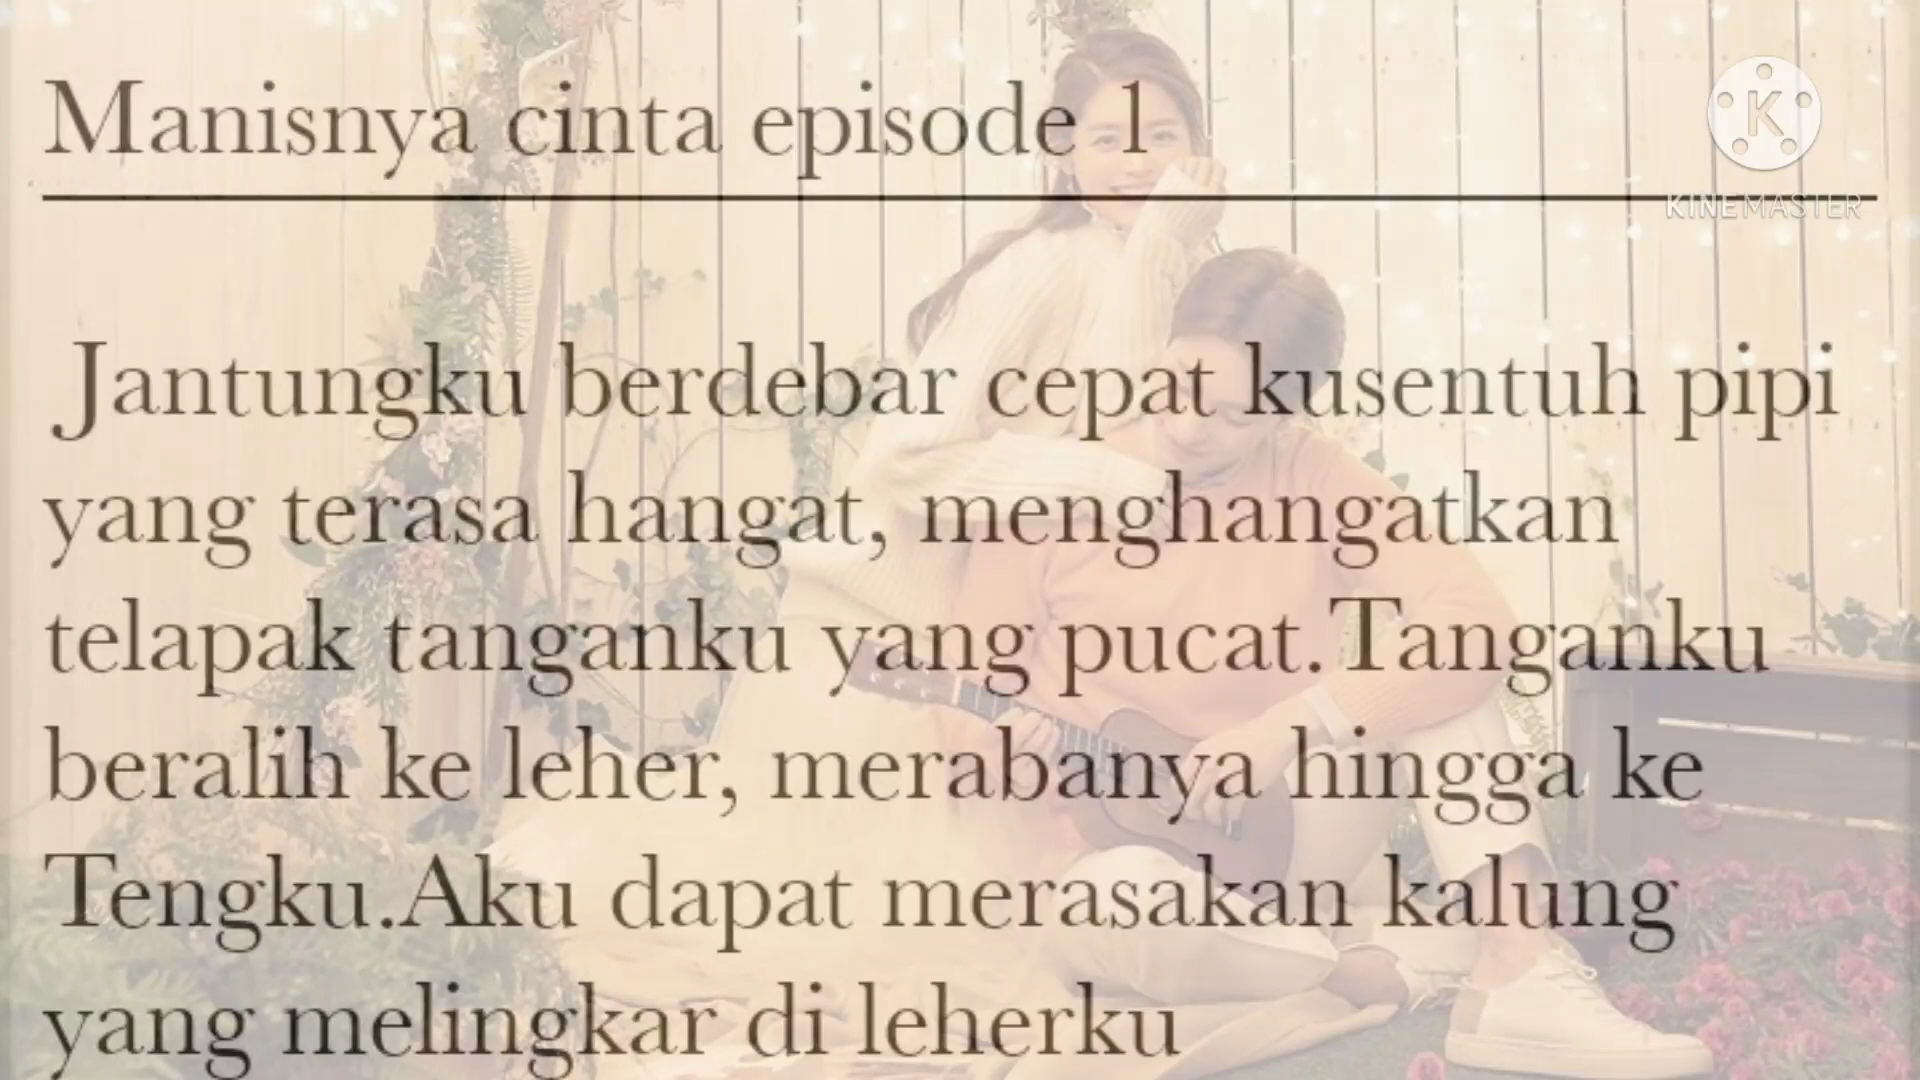 Manisnya cinta episode 1
K
KINEMASTER
Jantungku berdebar cepat kusentuh pipi
yang terasa hangat, menghangatkan
telapak tanganku yang pucat.Tanganku
beralih ke leher, merabanya hingga ke
Tengku.Aku dapat merasakan kalung
yang melingkar di leherku